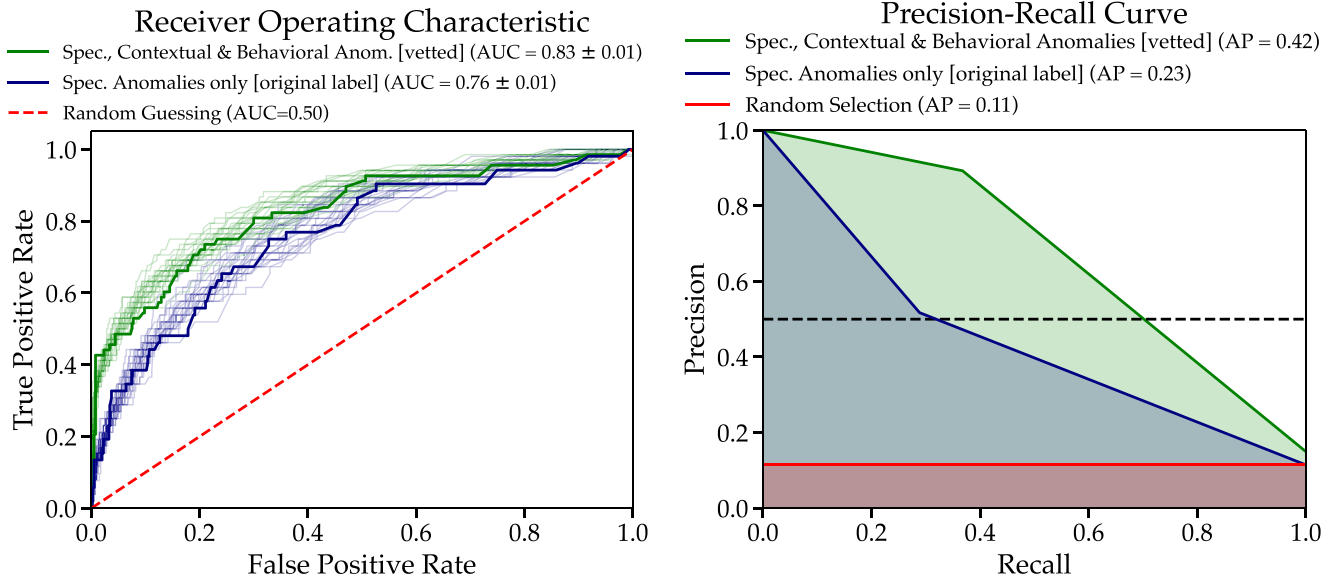 Receiver Operating Characteristic
Spec., Contextual & Behavioral Anom. [vetted] (AUC = 0.83 ± 0.01)
Spec. Anomalies only [original label] (AUC = 0.76 ± 0.01)
Random Guessing (AUC=0.50)
1.0
0.8
0.6
0.4
0.2
0.0
True Positive Rate
0.0 0.2 0.4 0.6 0.8 1.0
False Positive Rate
Precision-Recall Curve
Spec., Contextual & Behavioral Anomalies [vetted] (AP = 0.42)
Spec. Anomalies only [original label] (AP = 0.23)
Random Selection (AP = 0.11)
1.0
0.8
0.6
0.4
0.2
0.0
Precision
0.0 0.2 0.4 0.6 0.8 1.0
Recall